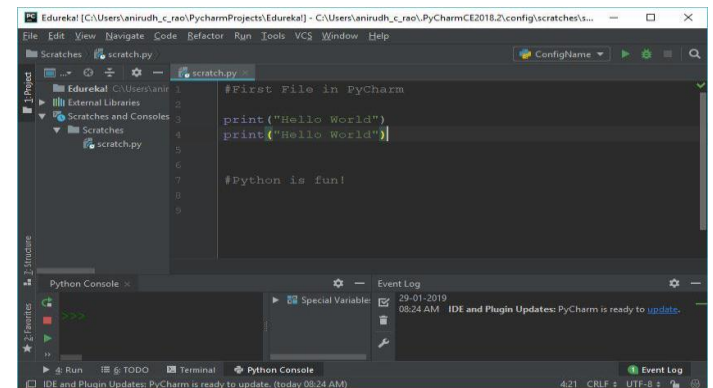 PC Edureka! [C:\Users\anirudh_c_rao\PycharmProjects\Edureka!] - C:\Users\anirudh_c_rao\.PyCharmCE2018.2\config\scratches\s...
File Edit View Navigate Code Refactor Run Tools VCS Window Help
Scratches scratch.py ConfigName
1: Project
... scratch.py
Edureka! C:\Users\anir
External Libraries
Scratches and Consoles
Scratches
scratch.py
1 #First File in PyCharm
2
3 print("Hello World")
4 print("Hello World")
5
6
7 #Python is fun!
8
9
Z: Structure
2: Favorites
Python Console
>>>
Special Variables
Event Log
29-01-2019
08:24 AM IDE and Plugin Updates: PyCharm is ready to update.
4: Run 6: TODO Terminal Python Console 1 Event Log
IDE and Plugin Updates: PyCharm is ready to update. (today 08:24 AM) 4:21 CRLF UTF-8